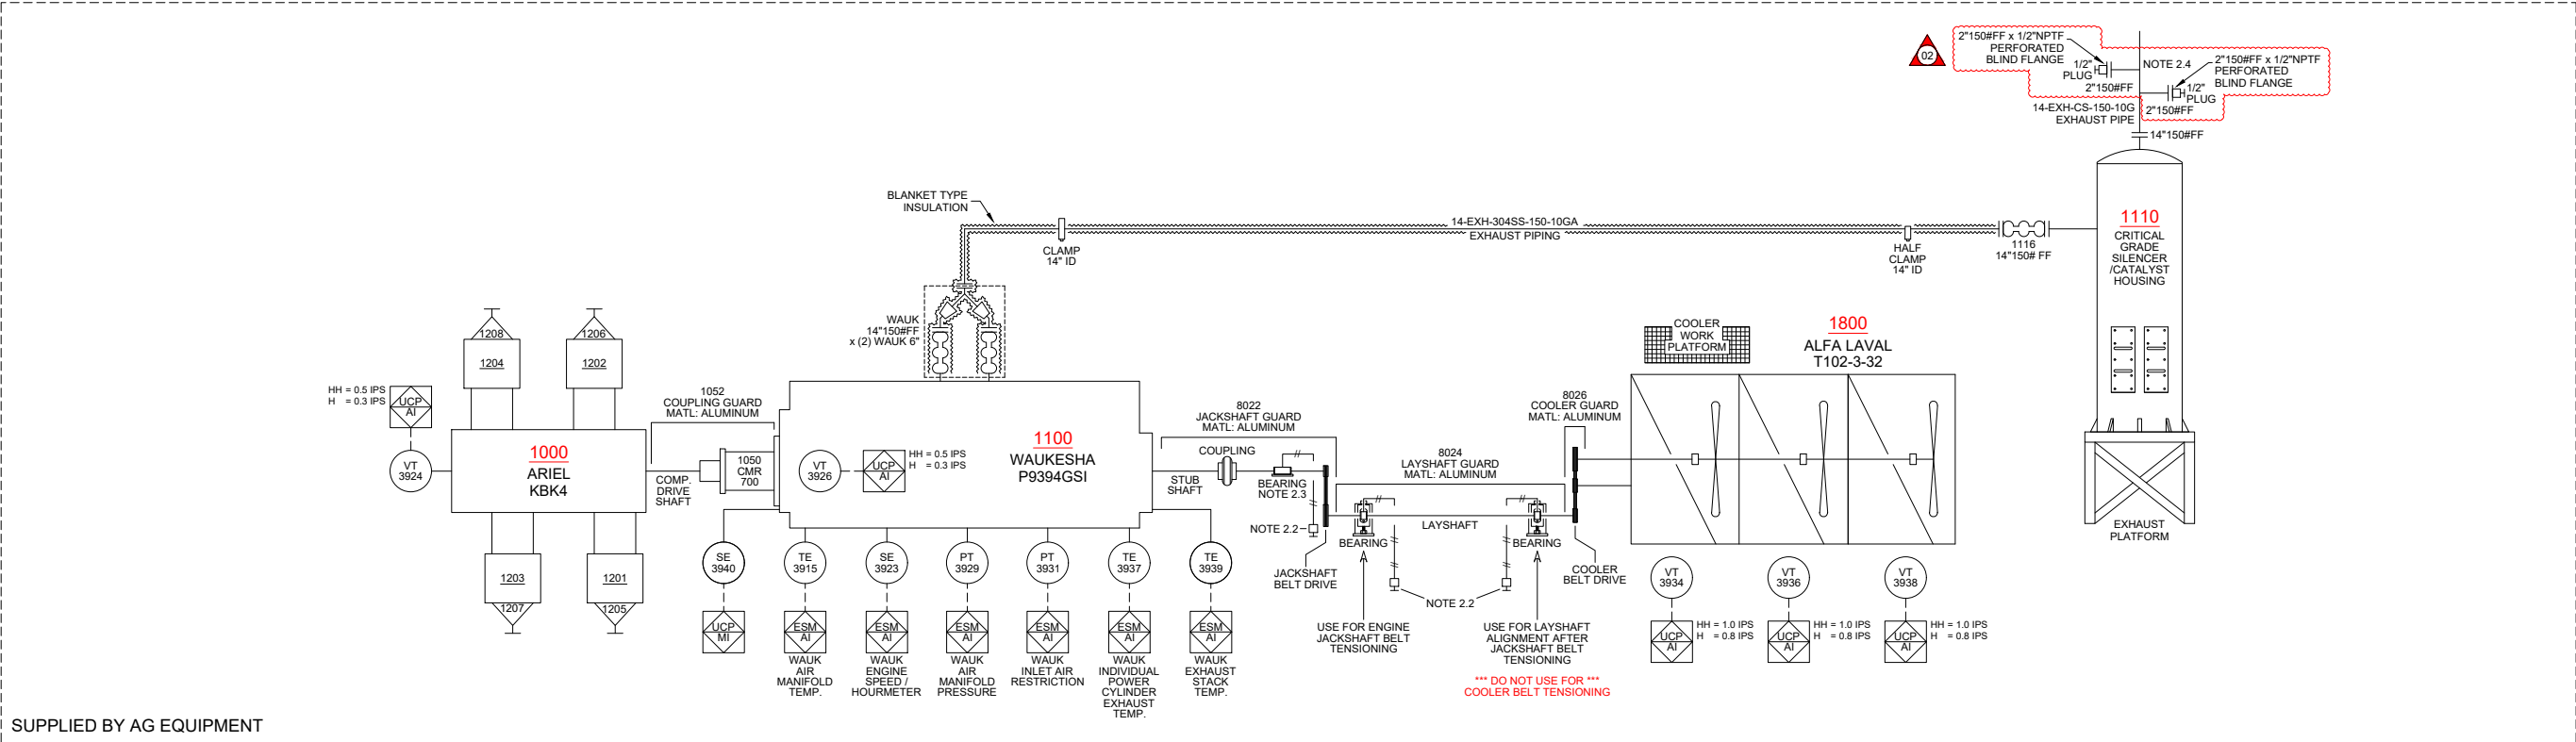 02
2"150#FF x 1/2"NPTF
PERFORATED
BLIND FLANGE
1/2"
PLUG
2"150#FF
NOTE 2.4
2"150#FF x 1/2"NPTF
PERFORATED
BLIND FLANGE
1/2"
PLUG
2"150#FF
14-EXH-CS-150-10G
EXHAUST PIPE
14"150#FF
BLANKET TYPE
INSULATION
CLAMP
14" ID
14-EXH-304SS-150-10GA
EXHAUST PIPING
HALF
CLAMP
14" ID
1116
14"150# FF
1110
CRITICAL
GRADE
SILENCER
/CATALYST
HOUSING
EXHAUST
PLATFORM
WAUK
14"150#FF
x (2) WAUK 6"
1208
1204
1206
1202
HH = 0.5 IPS
H = 0.3 IPS
UCP
AI
VT
3924
1000
ARIEL
KBK4
1203
1207
1201
1205
1052
COUPLING GUARD
MATL: ALUMINUM
COMP.
DRIVE
SHAFT
1050
CMR
700
VT
3926
UCP
AI
HH = 0.5 IPS
H = 0.3 IPS
1100
WAUKESHA
P9394GSI
8022
JACKSHAFT GUARD
MATL: ALUMINUM
COUPLING
STUB
SHAFT
BEARING
NOTE 2.3
NOTE 2.2
JACKSHAFT
BELT DRIVE
8024
LAYSHAFT GUARD
MATL: ALUMINUM
LAYSHAFT
BEARING
BEARING
NOTE 2.2
USE FOR ENGINE
JACKSHAFT BELT
TENSIONING
USE FOR LAYSHAFT
ALIGNMENT AFTER
JACKSHAFT BELT
TENSIONING
*** DO NOT USE FOR ***
COOLER BELT TENSIONING
8026
COOLER GUARD
MATL: ALUMINUM
COOLER
BELT DRIVE
COOLER
WORK
PLATFORM
1800
ALFA LAVAL
T102-3-32
SE
3940
UCP
MI
TE
3915
ESM
AI
WAUK
AIR
MANIFOLD
TEMP.
SE
3923
ESM
AI
WAUK
ENGINE
SPEED /
HOURMETER
PT
3929
ESM
AI
WAUK
AIR
MANIFOLD
PRESSURE
PT
3931
ESM
AI
WAUK
INLET AIR
RESTRICTION
TE
3937
ESM
AI
WAUK
INDIVIDUAL
POWER
CYLINDER
EXHAUST
TEMP.
TE
3939
ESM
AI
WAUK
EXHAUST
STACK
TEMP.
VT
3934
UCP
AI
HH = 1.0 IPS
H = 0.8 IPS
VT
3936
UCP
AI
HH = 1.0 IPS
H = 0.8 IPS
VT
3938
UCP
AI
HH = 1.0 IPS
H = 0.8 IPS
SUPPLIED BY AG EQUIPMENT